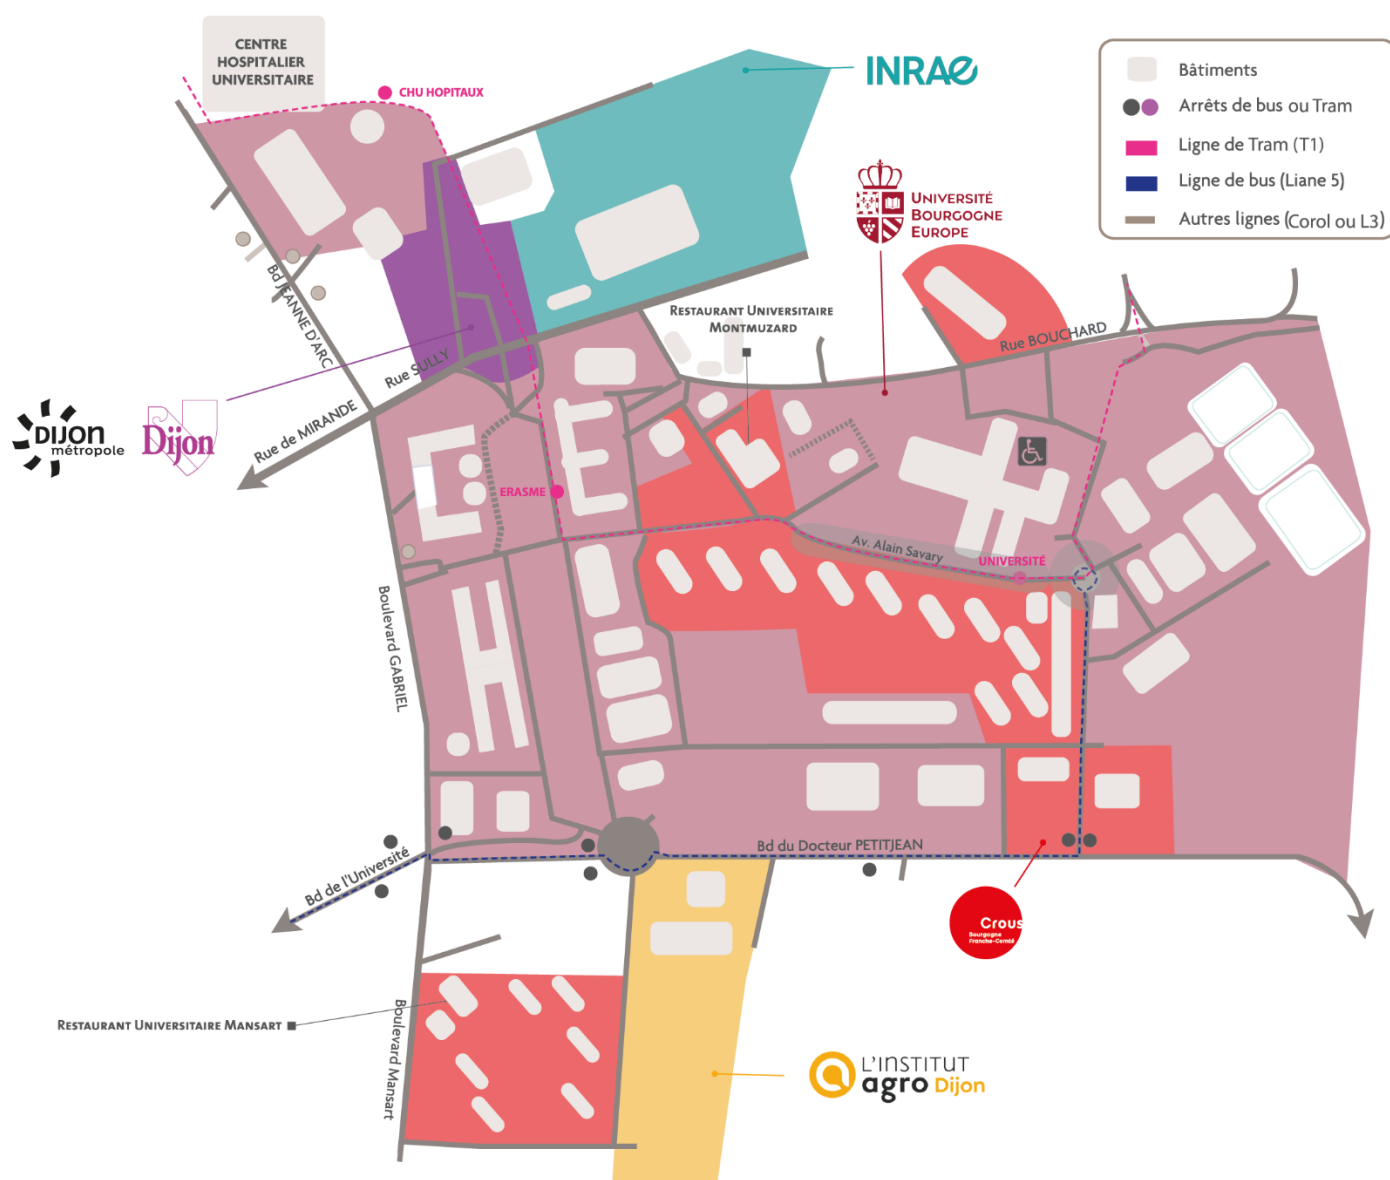 CENTRE
HOSPITALIER
UNIVERSITAIRE
CHU HOPITAUX
INRAE
Bâtiments
Arrêts de bus ou Tram
Ligne de Tram (T1)
Ligne de bus (Liane 5)
Autres lignes (Corol ou L3)
UNIVERSITÉ
BOURGOGNE
EUROPE
Bd JEANNE D'ARC
RESTAURANT UNIVERSITAIRE
MONTMUZARD
Rue BOUCHARD
Rue SULLY
Rue de MIRANDE
DIJON
métropole
Dijon
ERASME
Av. Alain Savary
UNIVERSITÉ
Boulevard GABRIEL
Bd du Docteur PETITJEAN
Bd de l'Université
Crous
Bourgogne
Franche-Comté
RESTAURANT UNIVERSITAIRE MANSART
Boulevard Mansart
L'INSTITUT
agro Dijon